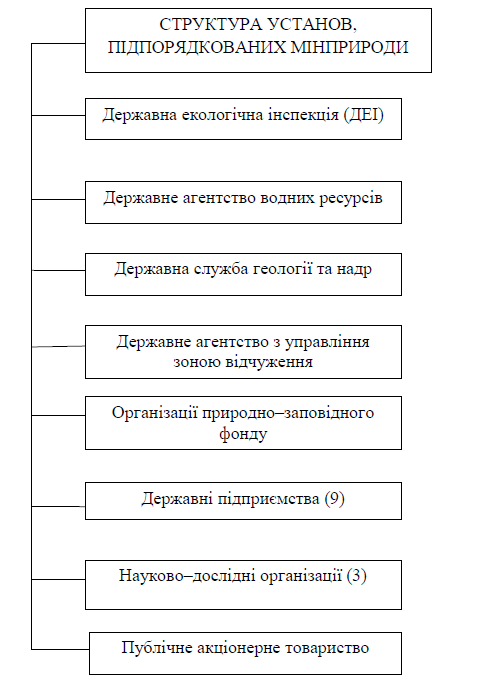 СТРУКТУРА УСТАНОВ,
ПІДПОРЯДКОВАНИХ МІНПРИРОДИ
Державна екологічна інспекція (ДЕІ)
Державне агентство водних ресурсів
Державна служба геології та надр
Державне агентство з управління
зоною відчуження
Організації природно–заповідного
фонду
Державні підприємства (9)
Науково–дослідні організації (3)
Публічне акціонерне товариство